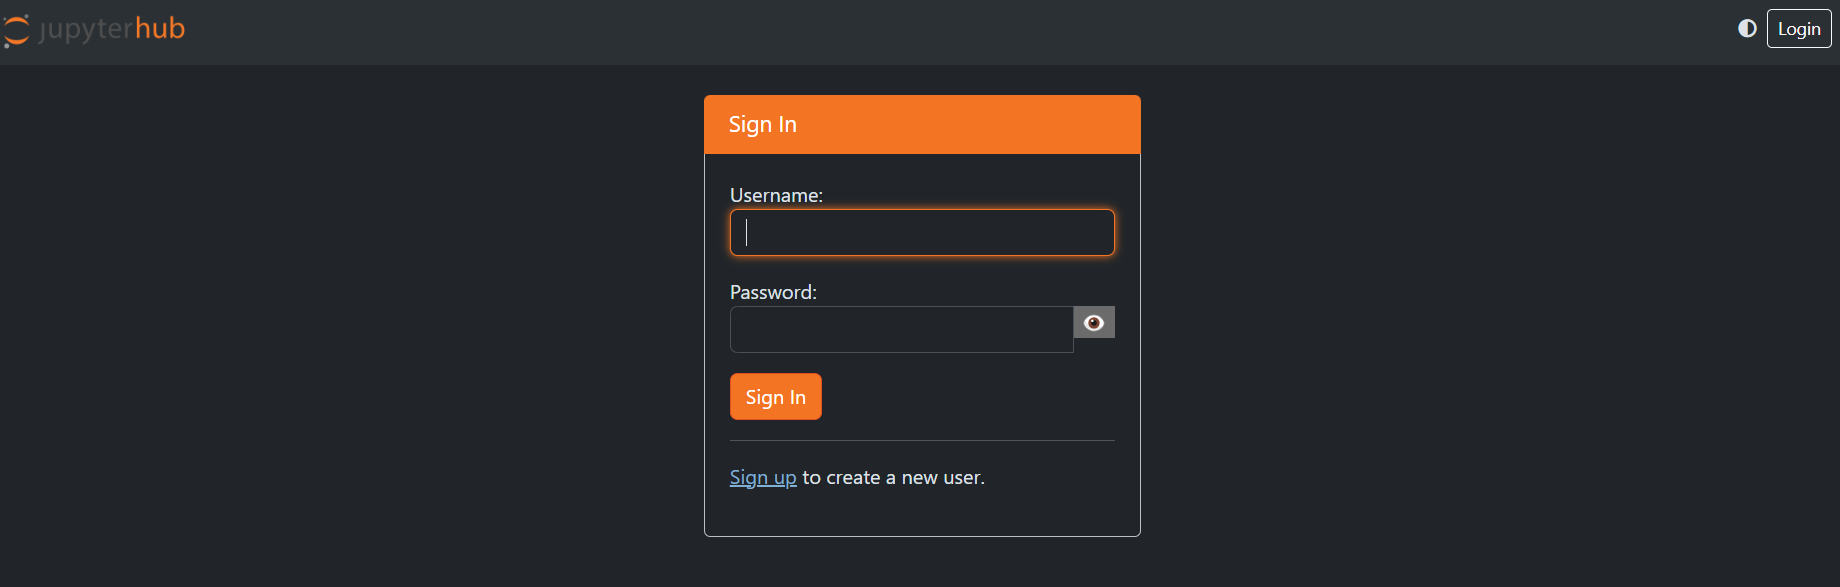 jupyterhub
Login
Sign In
Username:
Password:
Sign In
Sign up to create a new user.